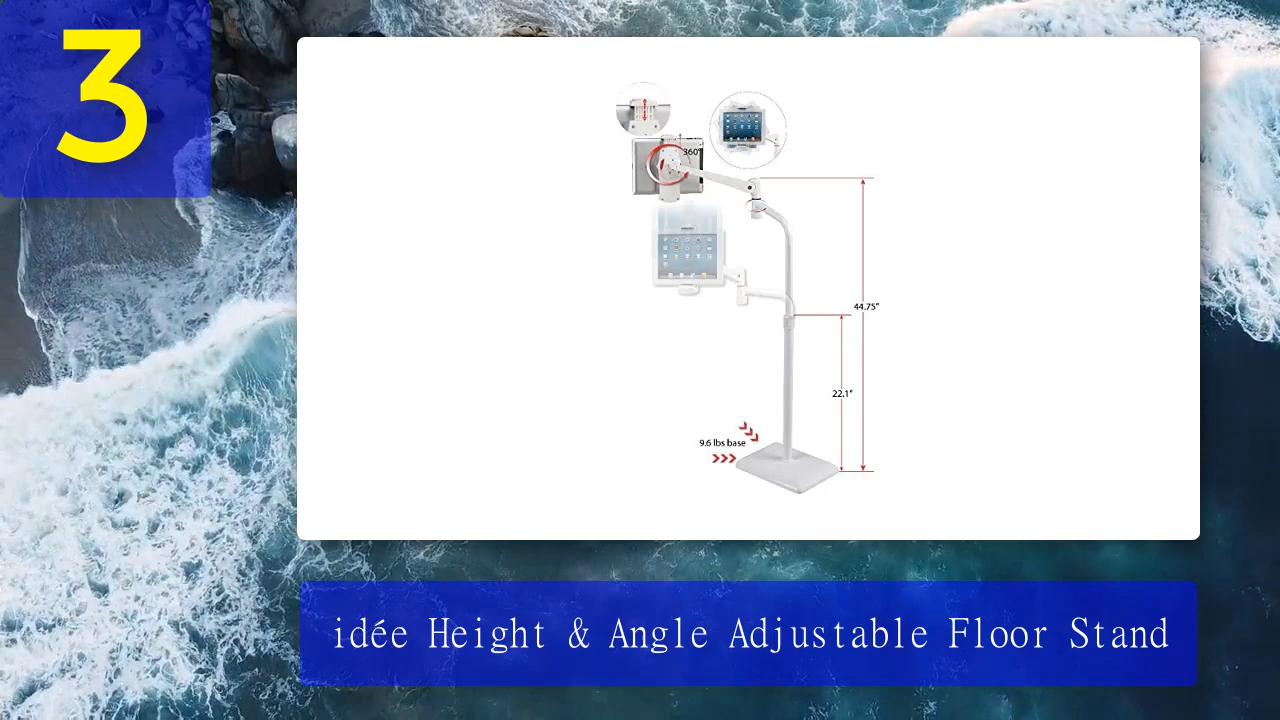 3
360°
44.75"
22.1"
9.6 lbs base
idée Height & Angle Adjustable Floor Stand